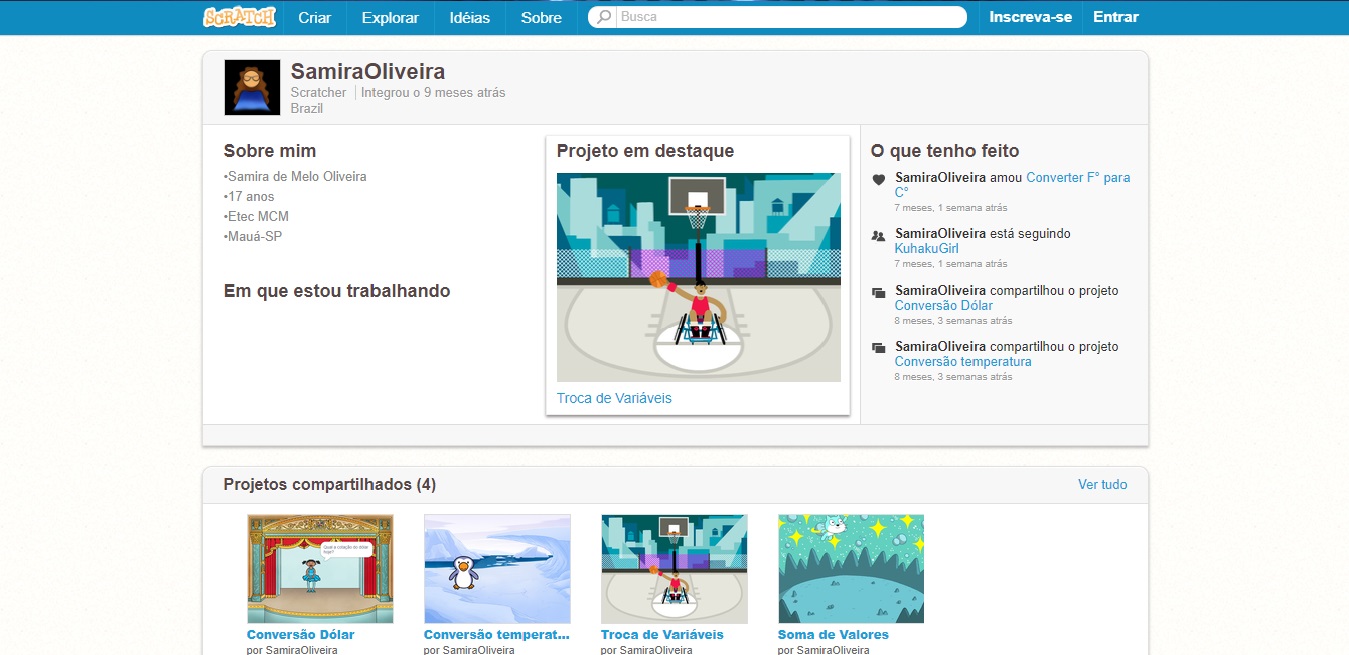 SCRATCH Criar Explorar Idéias Sobre Busca Inscreva-se Entrar
SamiraOliveira
Scratcher Integrou o 9 meses atrás
Brazil
Sobre mim
•Samira de Melo Oliveira
•17 anos
•Etec MCM
•Mauá-SP
Em que estou trabalhando
Projeto em destaque
Troca de Variáveis
O que tenho feito
SamiraOliveira amou Converter F° para
C°
7 meses, 1 semana atrás
SamiraOliveira está seguindo
KuhakuGirl
7 meses, 1 semana atrás
SamiraOliveira compartilhou o projeto
Conversão Dólar
8 meses, 3 semanas atrás
SamiraOliveira compartilhou o projeto
Conversão temperatura
8 meses, 3 semanas atrás
Projetos compartilhados (4) Ver tudo
Qual a cotação do dólar
hoje?
Conversão Dólar Conversão temperat... Troca de Variáveis Soma de Valores
por SamiraOliveira por SamiraOliveira por SamiraOliveira por SamiraOliveira